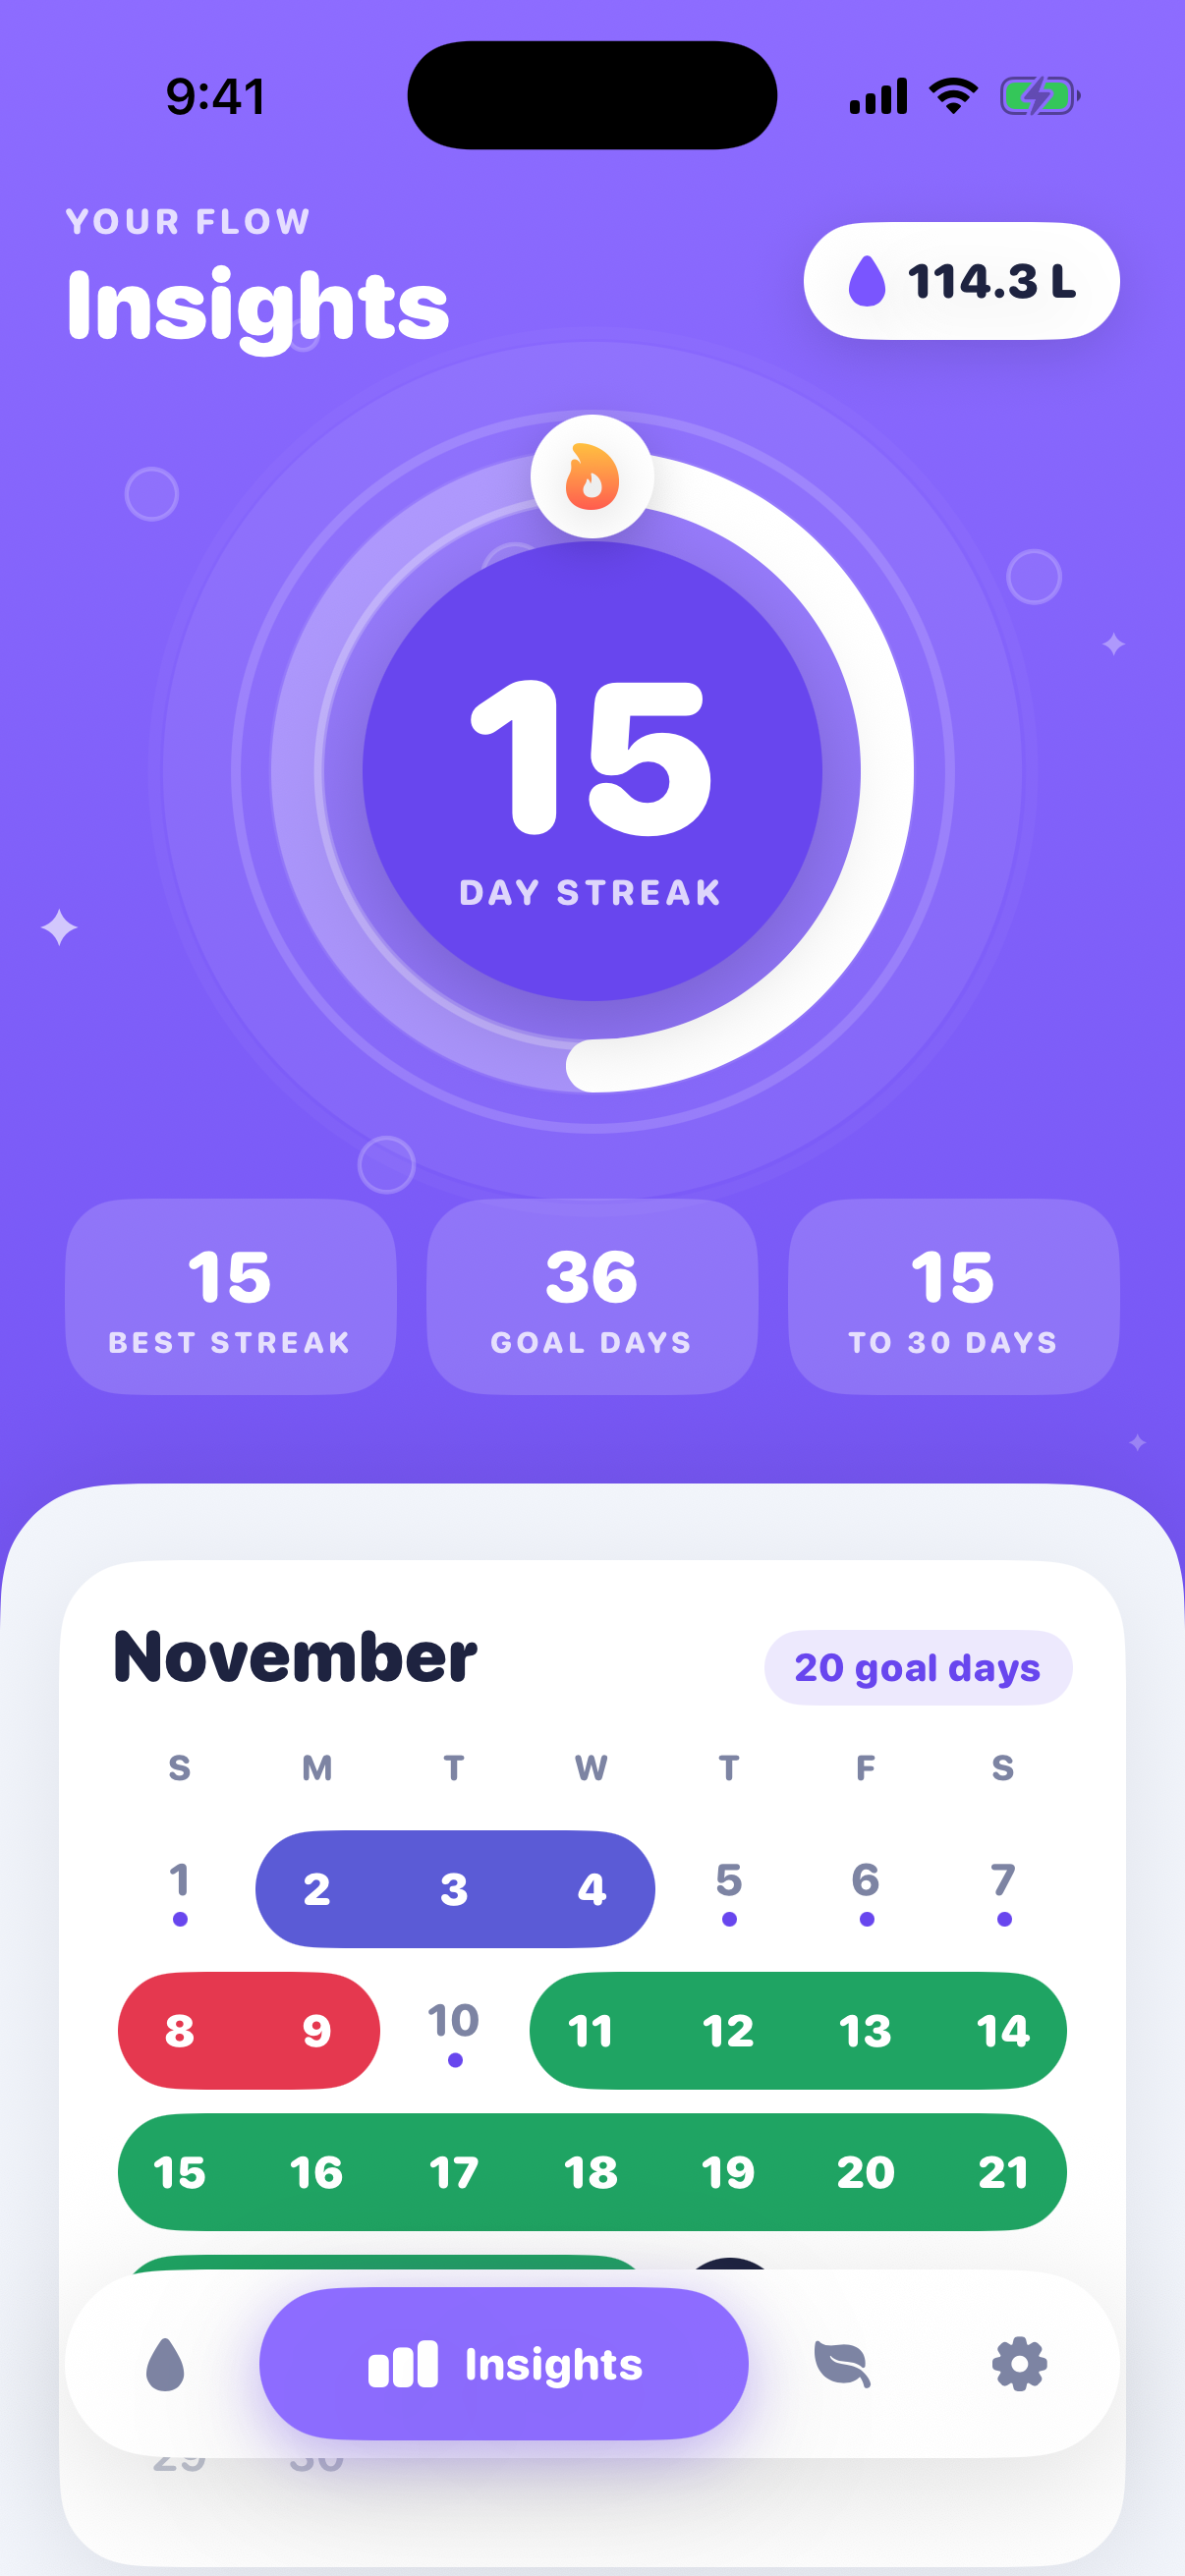 9:41
YOUR FLOW
Insights
114.3 L
15
DAY STREAK
15
BEST STREAK
36
GOAL DAYS
15
TO 30 DAYS
November
20 goal days
S M T W T F S
1 2 3 4 5 6 7
8 9 10 11 12 13 14
15 16 17 18 19 20 21
Insights
29 30